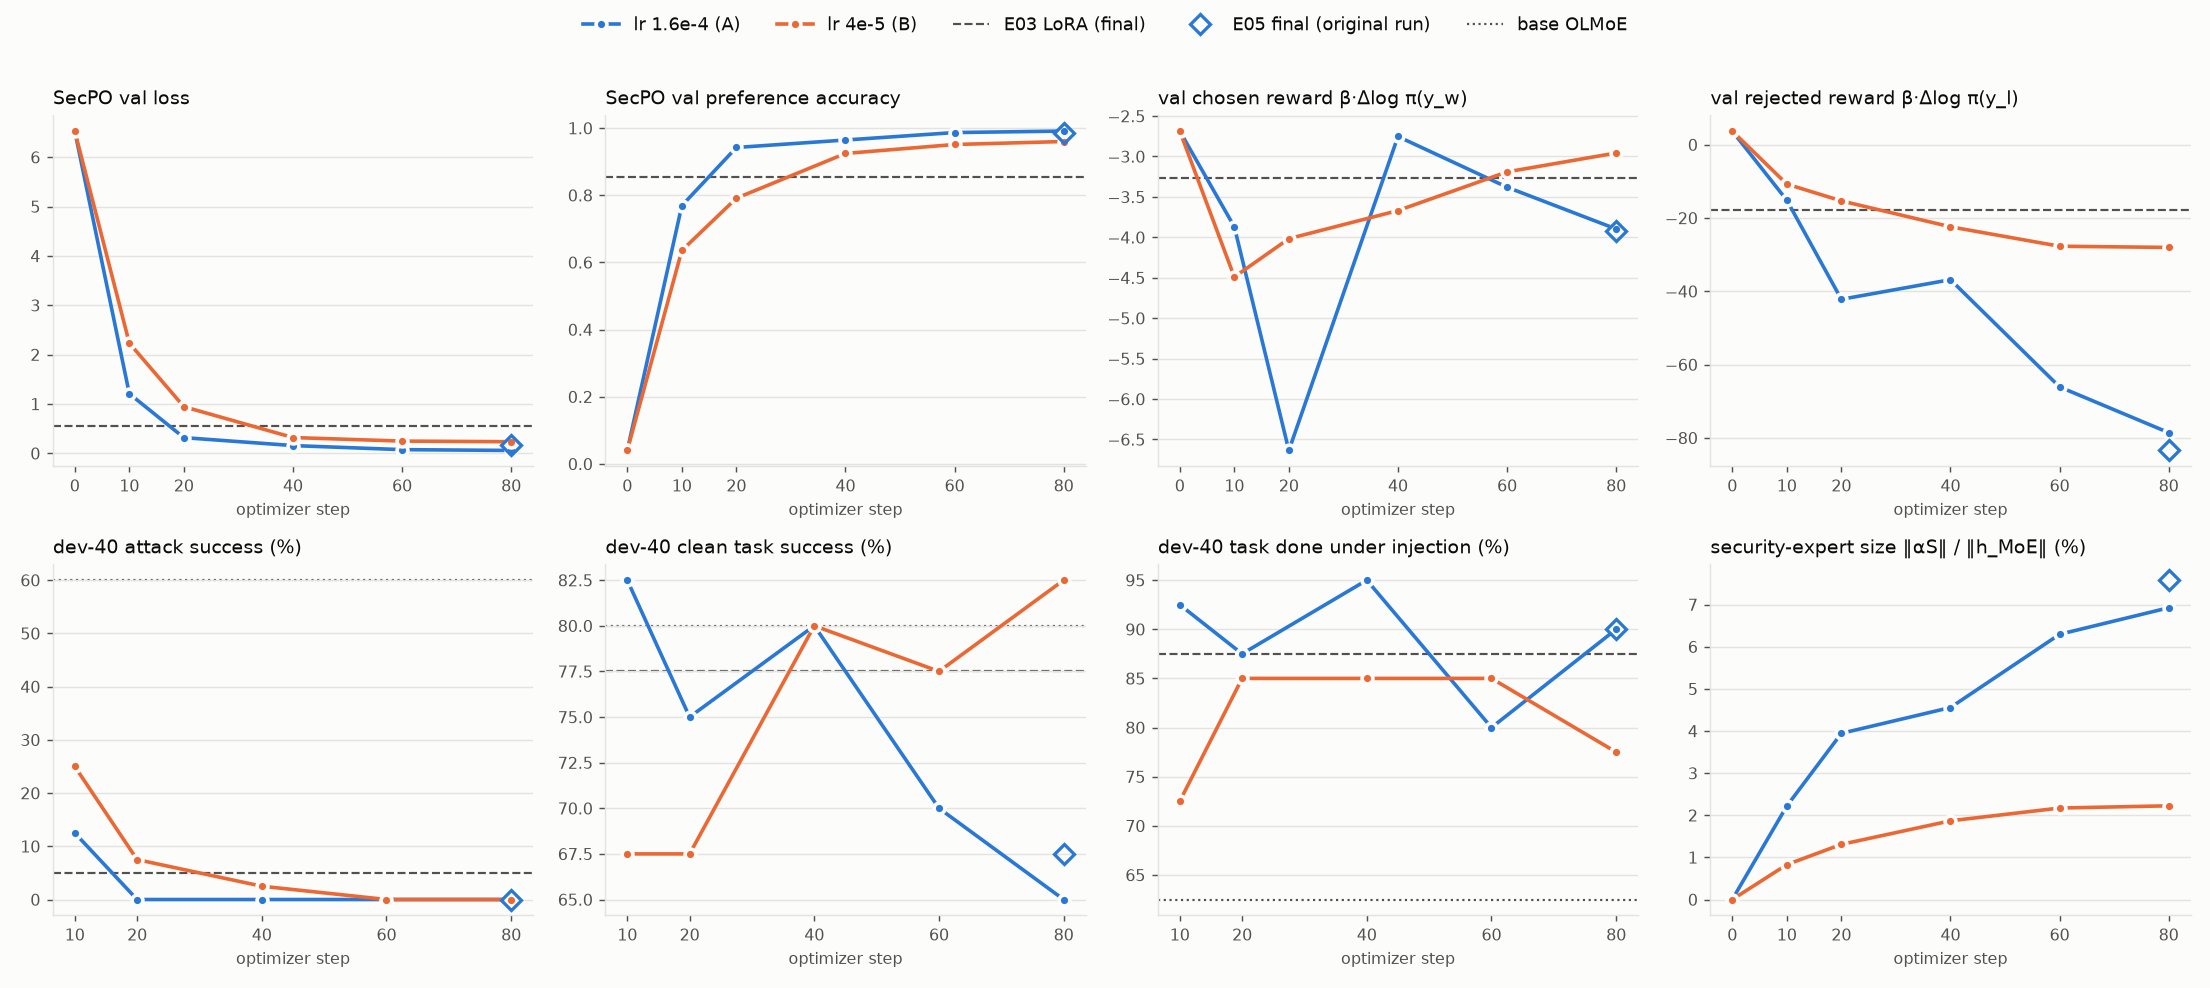 lr 1.6e-4 (A) lr 4e-5 (B) E03 LoRA (final) E05 final (original run) base OLMoE
SecPO val loss
6
5
4
3
2
1
0
0 10 20 40 60 80
optimizer step
SecPO val preference accuracy
1.0
0.8
0.6
0.4
0.2
0.0
0 10 20 40 60 80
optimizer step
val chosen reward β·Δlog π(y_w)
−2.5
−3.0
−3.5
−4.0
−4.5
−5.0
−5.5
−6.0
−6.5
0 10 20 40 60 80
optimizer step
val rejected reward β·Δlog π(y_l)
0
−20
−40
−60
−80
0 10 20 40 60 80
optimizer step
dev-40 attack success (%)
60
50
40
30
20
10
0
10 20 40 60 80
optimizer step
dev-40 clean task success (%)
82.5
80.0
77.5
75.0
72.5
70.0
67.5
65.0
10 20 40 60 80
optimizer step
dev-40 task done under injection (%)
95
90
85
80
75
70
65
10 20 40 60 80
optimizer step
security-expert size ‖αS‖ / ‖h_MoE‖ (%)
7
6
5
4
3
2
1
0
0 10 20 40 60 80
optimizer step